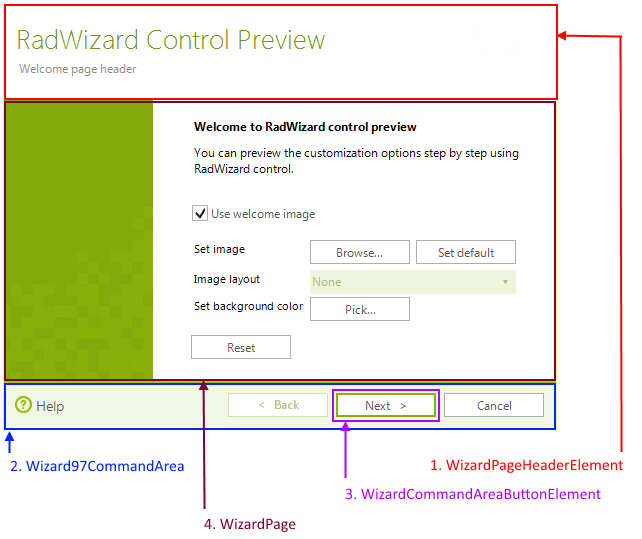 RadWizard Control Preview
Welcome page header
Welcome to RadWizard control preview
You can preview the customization options step by step using
RadWizard control.
Use welcome image
Set image Browse... Set default
Image layout None
Set background color Pick...
Reset
Help < Back Next > Cancel
1. WizardPageHeaderElement
2. Wizard97CommandArea
3. WizardCommandAreaButtonElement
4. WizardPage